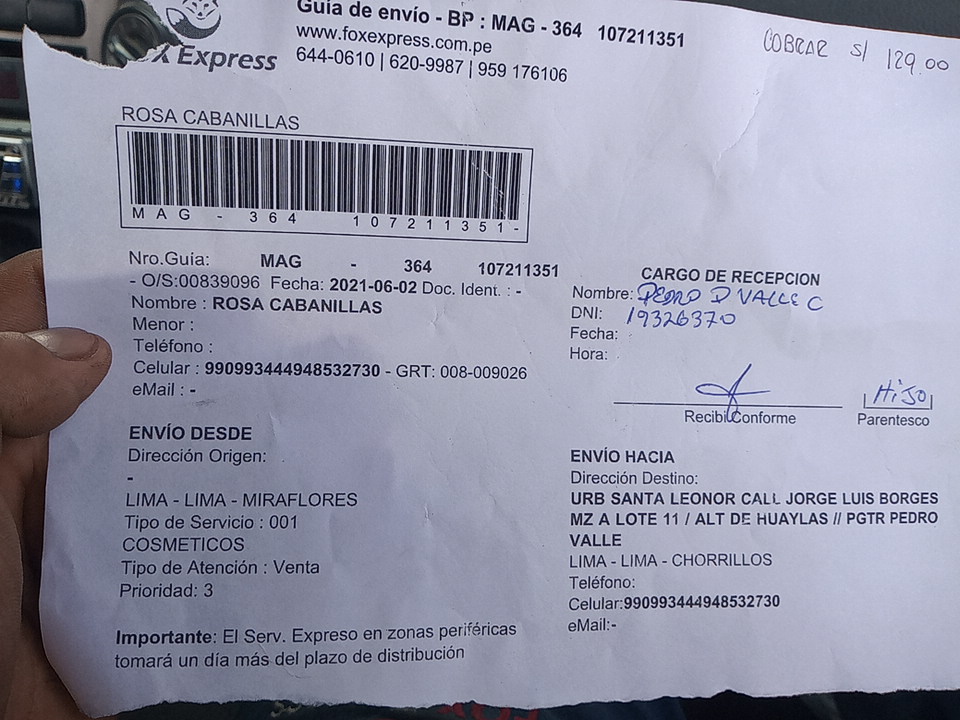 Guía de envío - BP : MAG - 364 107211351
www.foxexpress.com.pe
X Express
644-0610 | 620-9987 | 959 176106
COBRAR S/ 129.00
ROSA CABANILLAS
MAG - 364 107211351-
Nro.Guia: MAG - 364 107211351
- O/S:00839096 Fecha: 2021-06-02 Doc. Ident. : -
Nombre : ROSA CABANILLAS
Menor :
Teléfono :
Celular : 990993444948532730 - GRT: 008-009026
eMail : -
CARGO DE RECEPCION
Nombre: PEDRO D VALLE C
DNI: 19326370
Fecha:
Hora:
Recibi Conforme
HiJO
Parentesco
ENVÍO DESDE
Dirección Origen:
-
LIMA - LIMA - MIRAFLORES
Tipo de Servicio : 001
COSMETICOS
Tipo de Atención : Venta
Prioridad: 3
ENVÍO HACIA
Dirección Destino:
URB SANTA LEONOR CALL JORGE LUIS BORGES
MZ A LOTE 11 / ALT DE HUAYLAS // PGTR PEDRO
VALLE
LIMA - LIMA - CHORRILLOS
Teléfono:
Celular:990993444948532730
eMail:-
Importante: El Serv. Expreso en zonas periféricas
tomará un día más del plazo de distribución